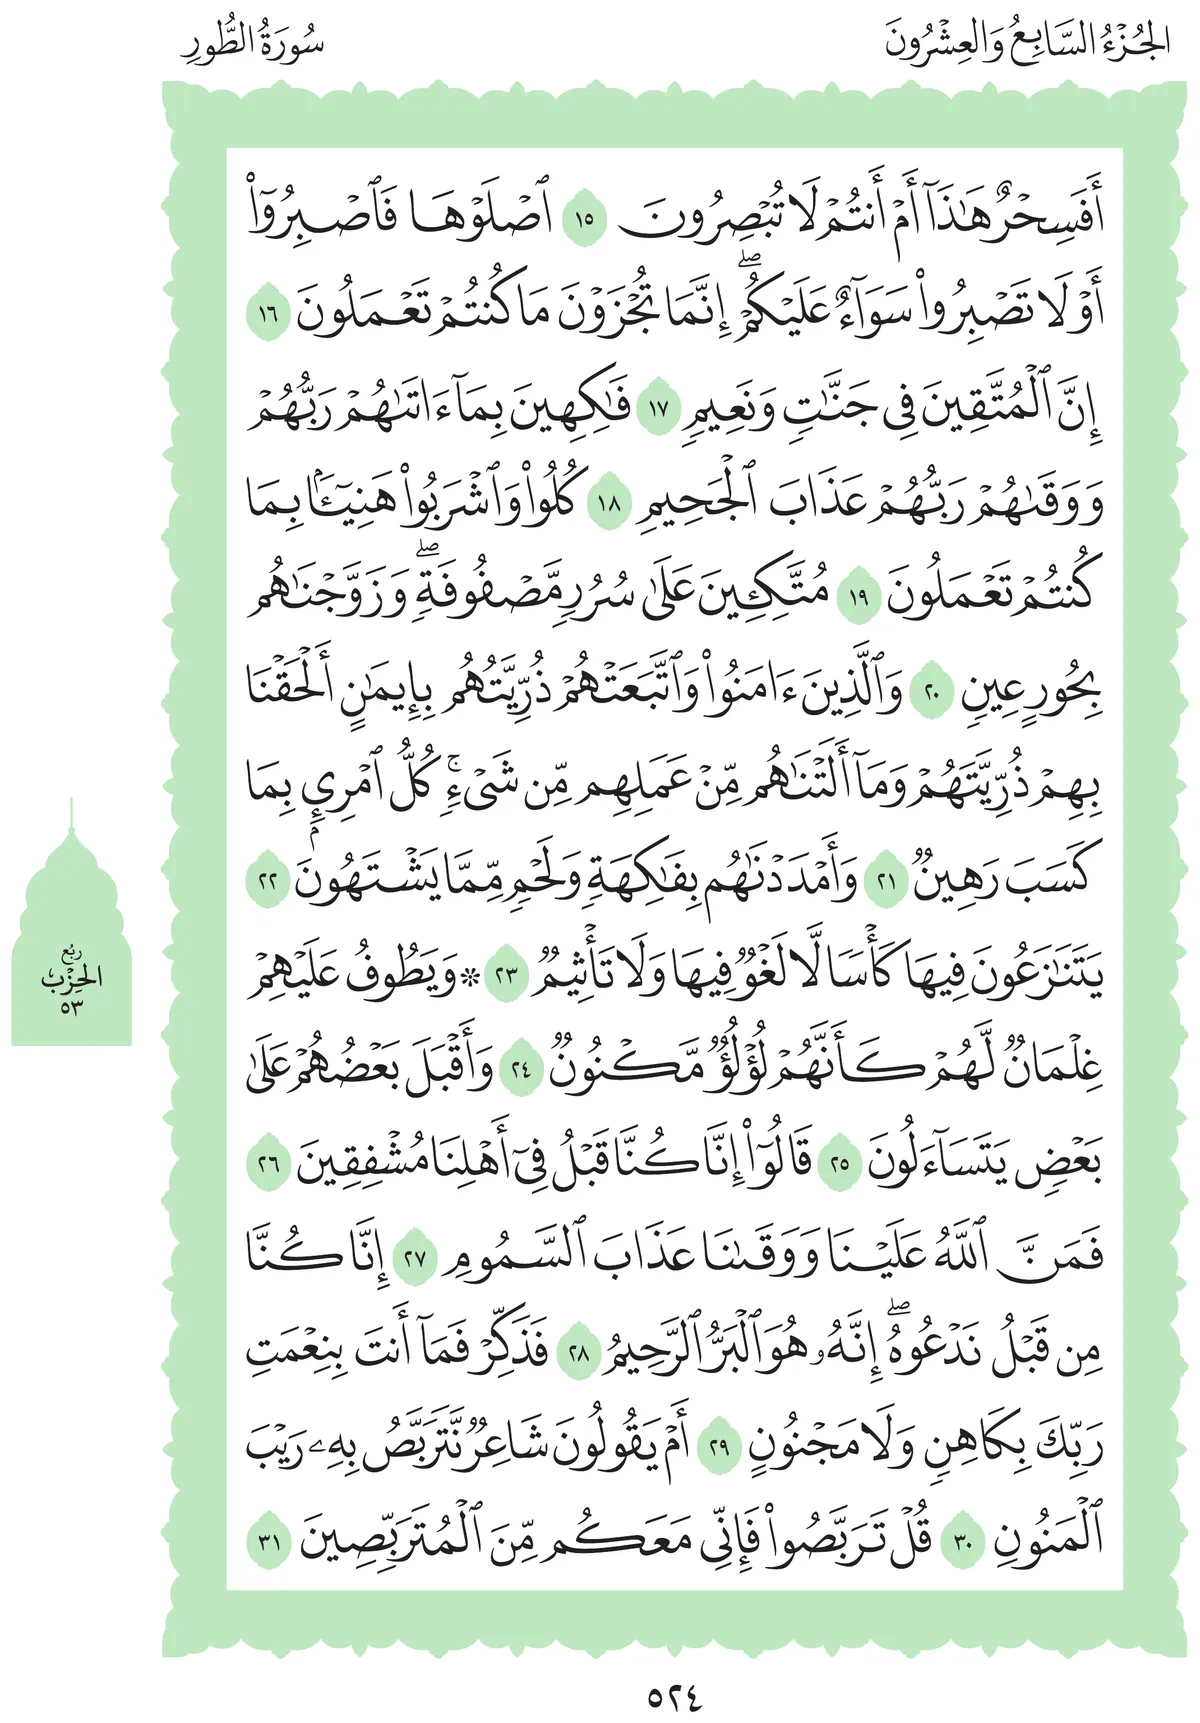 الجُزْءُ السَّابِعُ وَالعِشْرُونَ
سُورَةُ الطُّورِ
أَفَسِحْرٌ هَـٰذَآ أَمْ أَنتُمْ لَا تُبْصِرُونَ ١٥ ٱصْلَوْهَا فَٱصْبِرُوٓا۟
أَوْ لَا تَصْبِرُوا۟ سَوَآءٌ عَلَيْكُمْ ۖ إِنَّمَا تُجْزَوْنَ مَا كُنتُمْ تَعْمَلُونَ ١٦
إِنَّ ٱلْمُتَّقِينَ فِى جَنَّـٰتٍ وَنَعِيمٍ ١٧ فَـٰكِهِينَ بِمَآ ءَاتَىٰهُمْ رَبُّهُمْ
وَوَقَىٰهُمْ رَبُّهُمْ عَذَابَ ٱلْجَحِيمِ ١٨ كُلُوا۟ وَٱشْرَبُوا۟ هَنِيٓـَٔۢا بِمَا
كُنتُمْ تَعْمَلُونَ ١٩ مُتَّكِـِٔينَ عَلَىٰ سُرُرٍ مَّصْفُوفَةٍ ۖ وَزَوَّجْنَـٰهُم
بِحُورٍ عِينٍ ٢٠ وَٱلَّذِينَ ءَامَنُوا۟ وَٱتَّبَعَتْهُمْ ذُرِّيَّتُهُم بِإِيمَـٰنٍ أَلْحَقْنَا
بِهِمْ ذُرِّيَّتَهُمْ وَمَآ أَلَتْنَـٰهُم مِّنْ عَمَلِهِم مِّن شَىْءٍ ۚ كُلُّ ٱمْرِئٍۭ بِمَا
كَسَبَ رَهِينٌ ٢١ وَأَمْدَدْنَـٰهُم بِفَـٰكِهَةٍ وَلَحْمٍ مِّمَّا يَشْتَهُونَ ٢٢
يَتَنَـٰزَعُونَ فِيهَا كَأْسًا لَّا لَغْوٌ فِيهَا وَلَا تَأْثِيمٌ ٢٣ ۞ وَيَطُوفُ عَلَيْهِمْ
غِلْمَانٌ لَّهُمْ كَأَنَّهُمْ لُؤْلُؤٌ مَّكْنُونٌ ٢٤ وَأَقْبَلَ بَعْضُهُمْ عَلَىٰ
بَعْضٍ يَتَسَآءَلُونَ ٢٥ قَالُوٓا۟ إِنَّا كُنَّا قَبْلُ فِىٓ أَهْلِنَا مُشْفِقِينَ ٢٦
فَمَنَّ ٱللَّهُ عَلَيْنَا وَوَقَىٰنَا عَذَابَ ٱلسَّمُومِ ٢٧ إِنَّا كُنَّا
مِن قَبْلُ نَدْعُوهُ ۖ إِنَّهُۥ هُوَ ٱلْبَرُّ ٱلرَّحِيمُ ٢٨ فَذَكِّرْ فَمَآ أَنتَ بِنِعْمَتِ
رَبِّكَ بِكَاهِنٍ وَلَا مَجْنُونٍ ٢٩ أَمْ يَقُولُونَ شَاعِرٌ نَّتَرَبَّصُ بِهِۦ رَيْبَ
ٱلْمَنُونِ ٣٠ قُلْ تَرَبَّصُوا۟ فَإِنِّى مَعَكُم مِّنَ ٱلْمُتَرَبِّصِينَ ٣١
رُبع
الحِزْب
٥٣
٥٢٤